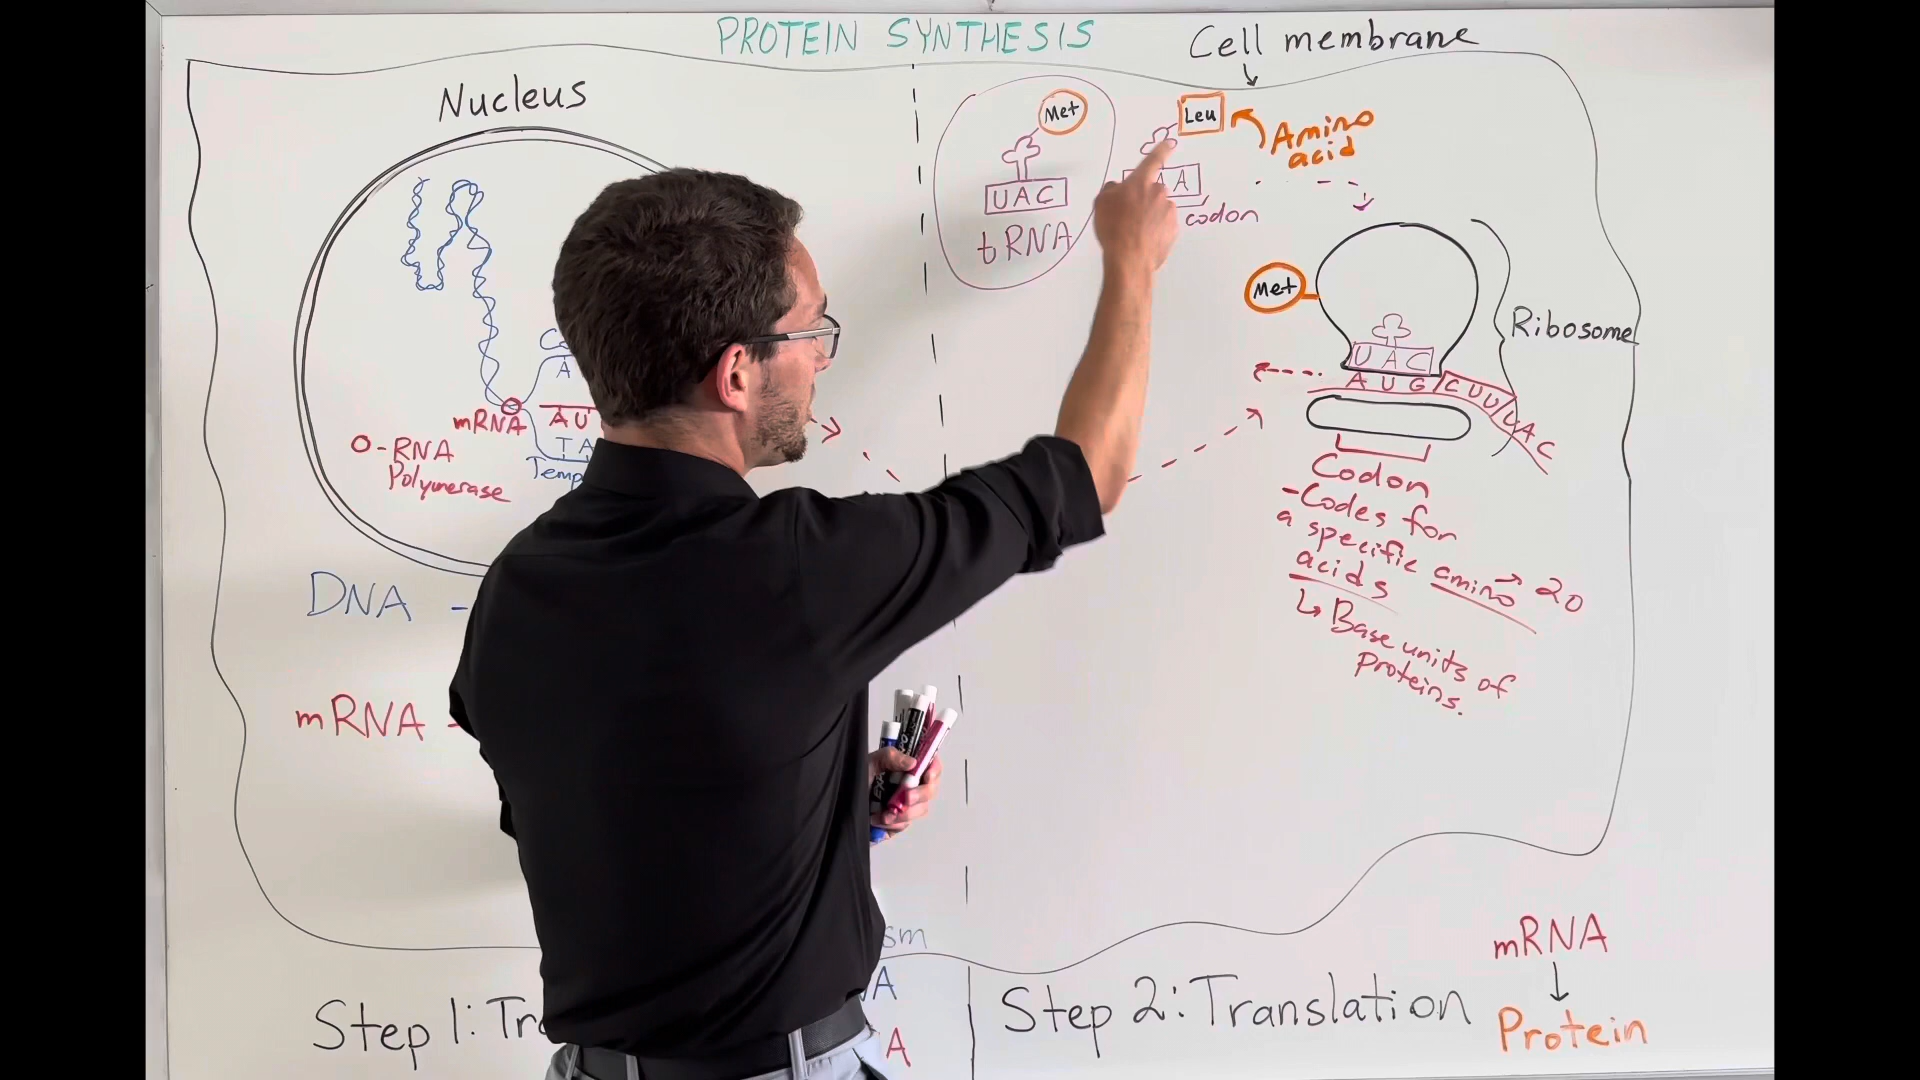 PROTEIN SYNTHESIS
Cell membrane
Nucleus
Met
Leu
Amino
acid
UAC
A A
codon
tRNA
Met
Ribosome
UAC
AUG CUU UAC
A
mRNA
AU
TA
O-RNA
Polymerase
Codon
-Codes for
a specific amino → 20
acids
↳ Base units of
Proteins.
DNA -
mRNA -
A
A
Step 1:
Step 2: Translation
mRNA
↓
Protein